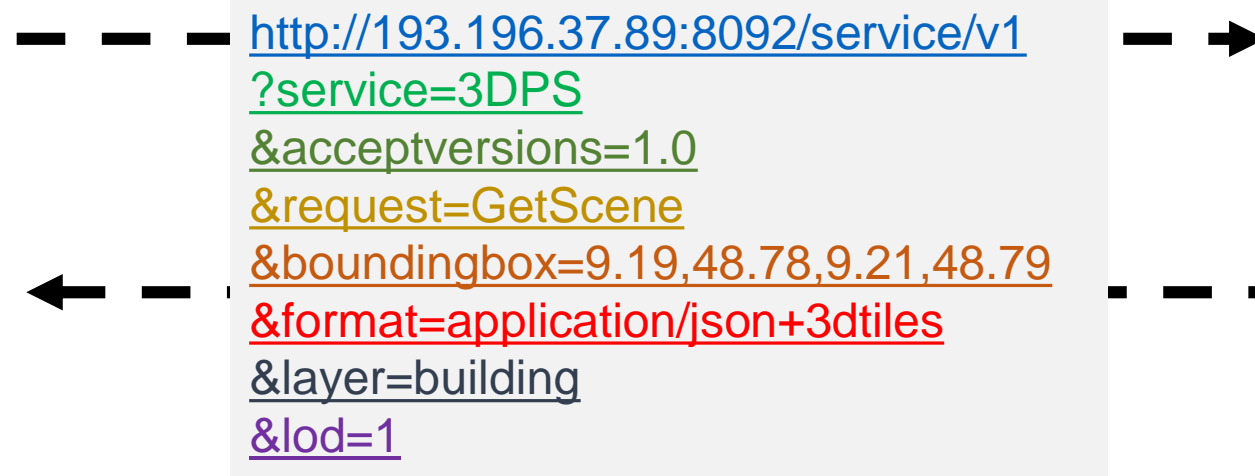 http://193.196.37.89:8092/service/v1
?service=3DPS
&acceptversions=1.0
&request=GetScene
&boundingbox=9.19,48.78,9.21,48.79
&format=application/json+3dtiles
&layer=building
&lod=1